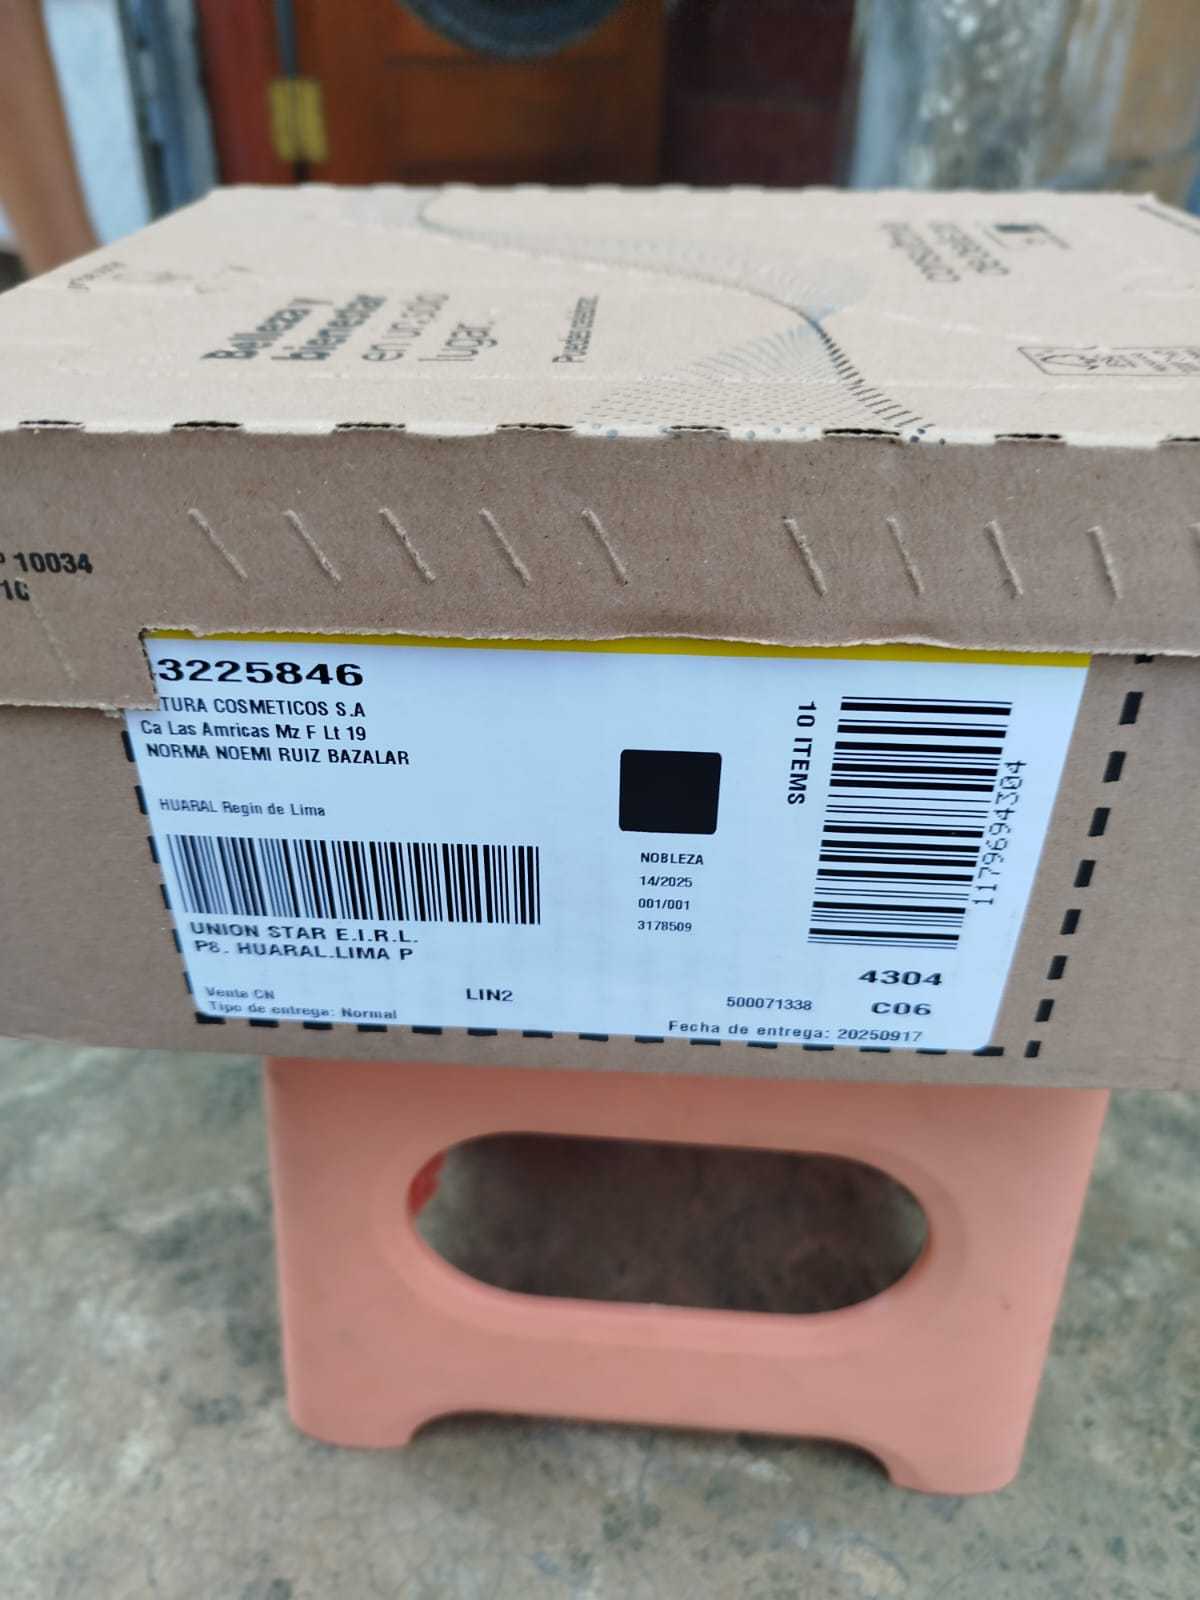 Belleza y
bienestar
en un solo
lugar.
10034
3225846
TURA COSMETICOS S.A
Ca Las Amricas Mz F Lt 19
NORMA NOEMI RUIZ BAZALAR
HUARAL Regin de Lima
10 ITEMS
1179694304
NOBLEZA
14/2025
001/001
3178509
UNION STAR E.I.R.L.
P8. HUARAL.LIMA P
4304
Venta CN
LIN2
500071338
C06
Tipo de entrega: Normal
Fecha de entrega: 20250917